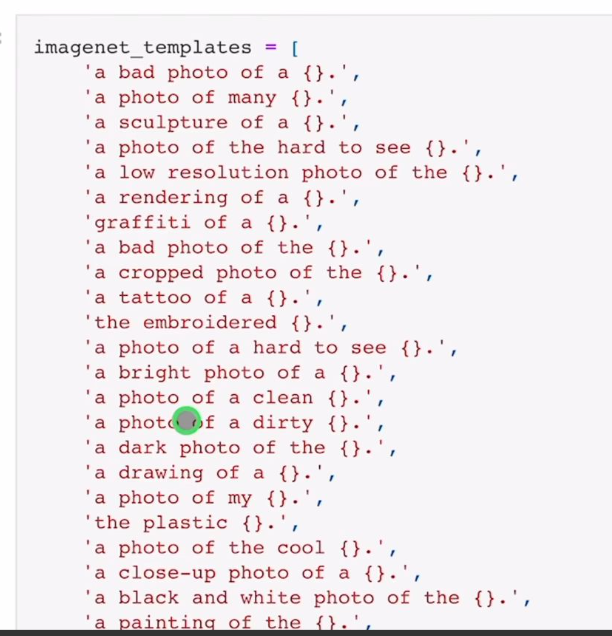 imagenet_templates = [
'a bad photo of a {}.',
'a photo of many {}.',
'a sculpture of a {}.',
'a photo of the hard to see {}.',
'a low resolution photo of the {}.',
'a rendering of a {}.',
'graffiti of a {}.',
'a bad photo of the {}.',
'a cropped photo of the {}.',
'a tattoo of a {}.',
'the embroidered {}.',
'a photo of a hard to see {}.',
'a bright photo of a {}.',
'a photo of a clean {}.',
'a photo of a dirty {}.',
'a dark photo of the {}.',
'a drawing of a {}.',
'a photo of my {}.',
'the plastic {}.',
'a photo of the cool {}.',
'a close-up photo of a {}.',
'a black and white photo of the {}.',
'a painting of the {}.',